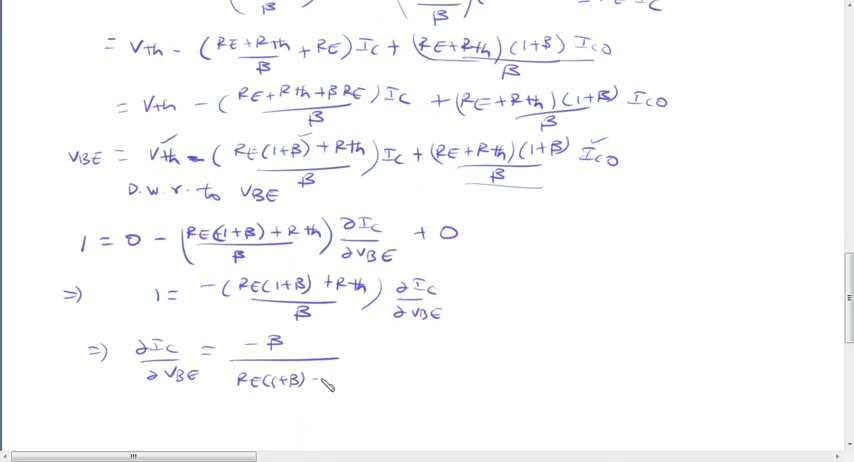 β β
= Vth - (RE+Rth/β + RE) Ic + (RE+Rth)(1+β)/β Ico
= Vth - (RE+Rth+βRE/β) Ic + (RE+Rth)(1+β)/β Ico
VBE = Vth - (RE(1+β)+Rth/β) Ic + (RE+Rth)(1+β)/β Ico
D.w.r.to VBE
1 = 0 - (RE(1+β)+Rth/β) ∂Ic/∂VBE + 0
=> 1 = -(RE(1+β)+Rth/β) ∂Ic/∂VBE
=> ∂Ic/∂VBE = -β/RE(1+β) -